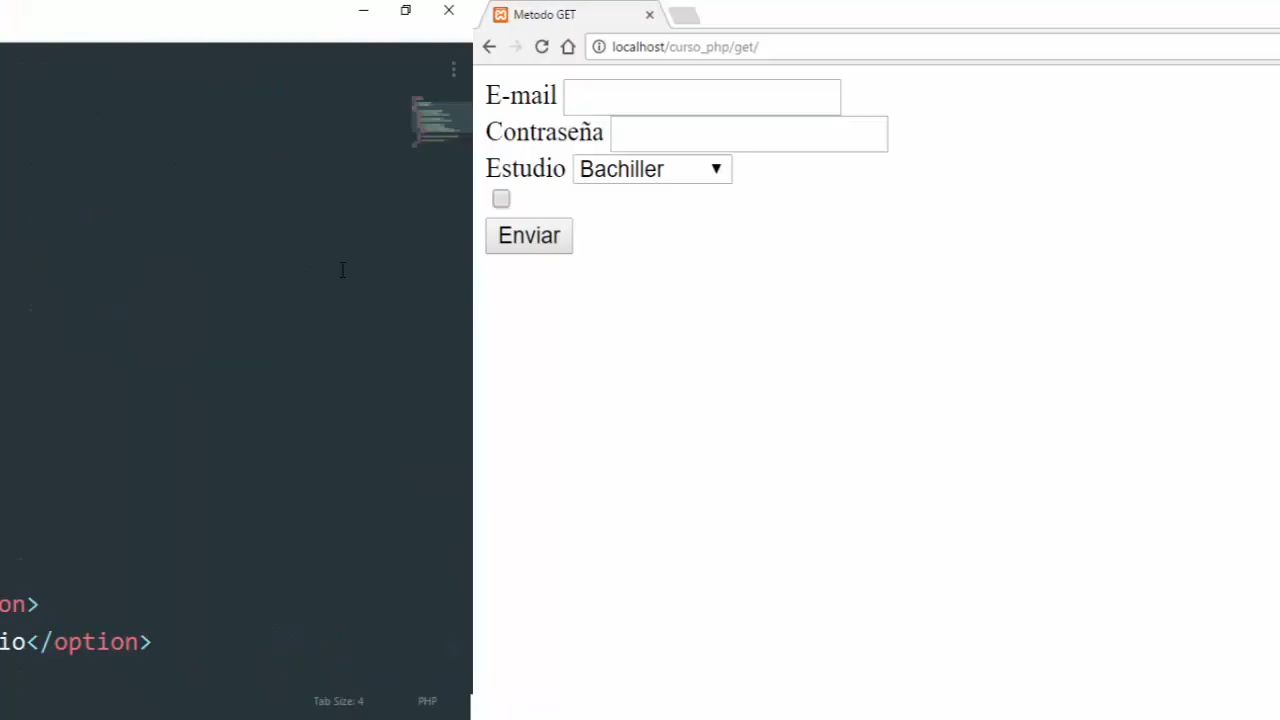 Metodo GET
localhost/curso_php/get/
E-mail
Contraseña
Estudio Bachiller
Enviar
on>
io</option>
Tab Size: 4 PHP